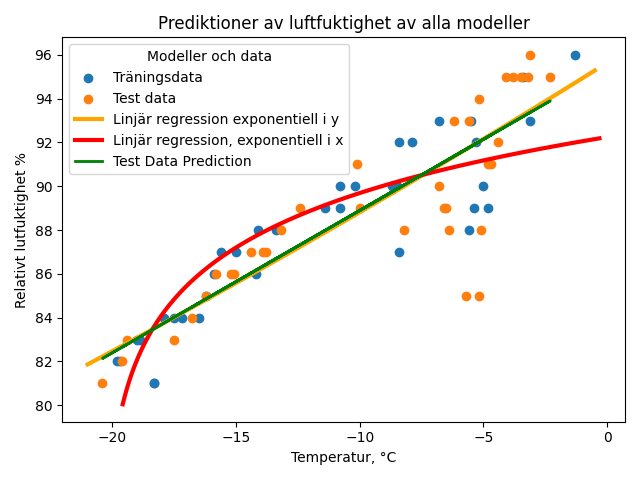 Prediktioner av luftfuktighet av alla modeller
Modeller och data
Träningsdata
Test data
Linjär regression exponentiell i y
Linjär regression, exponentiell i x
Test Data Prediction
Relativt lutfuktighet %
96
94
92
90
88
86
84
82
80
−20
−15
−10
−5
0
Temperatur, °C